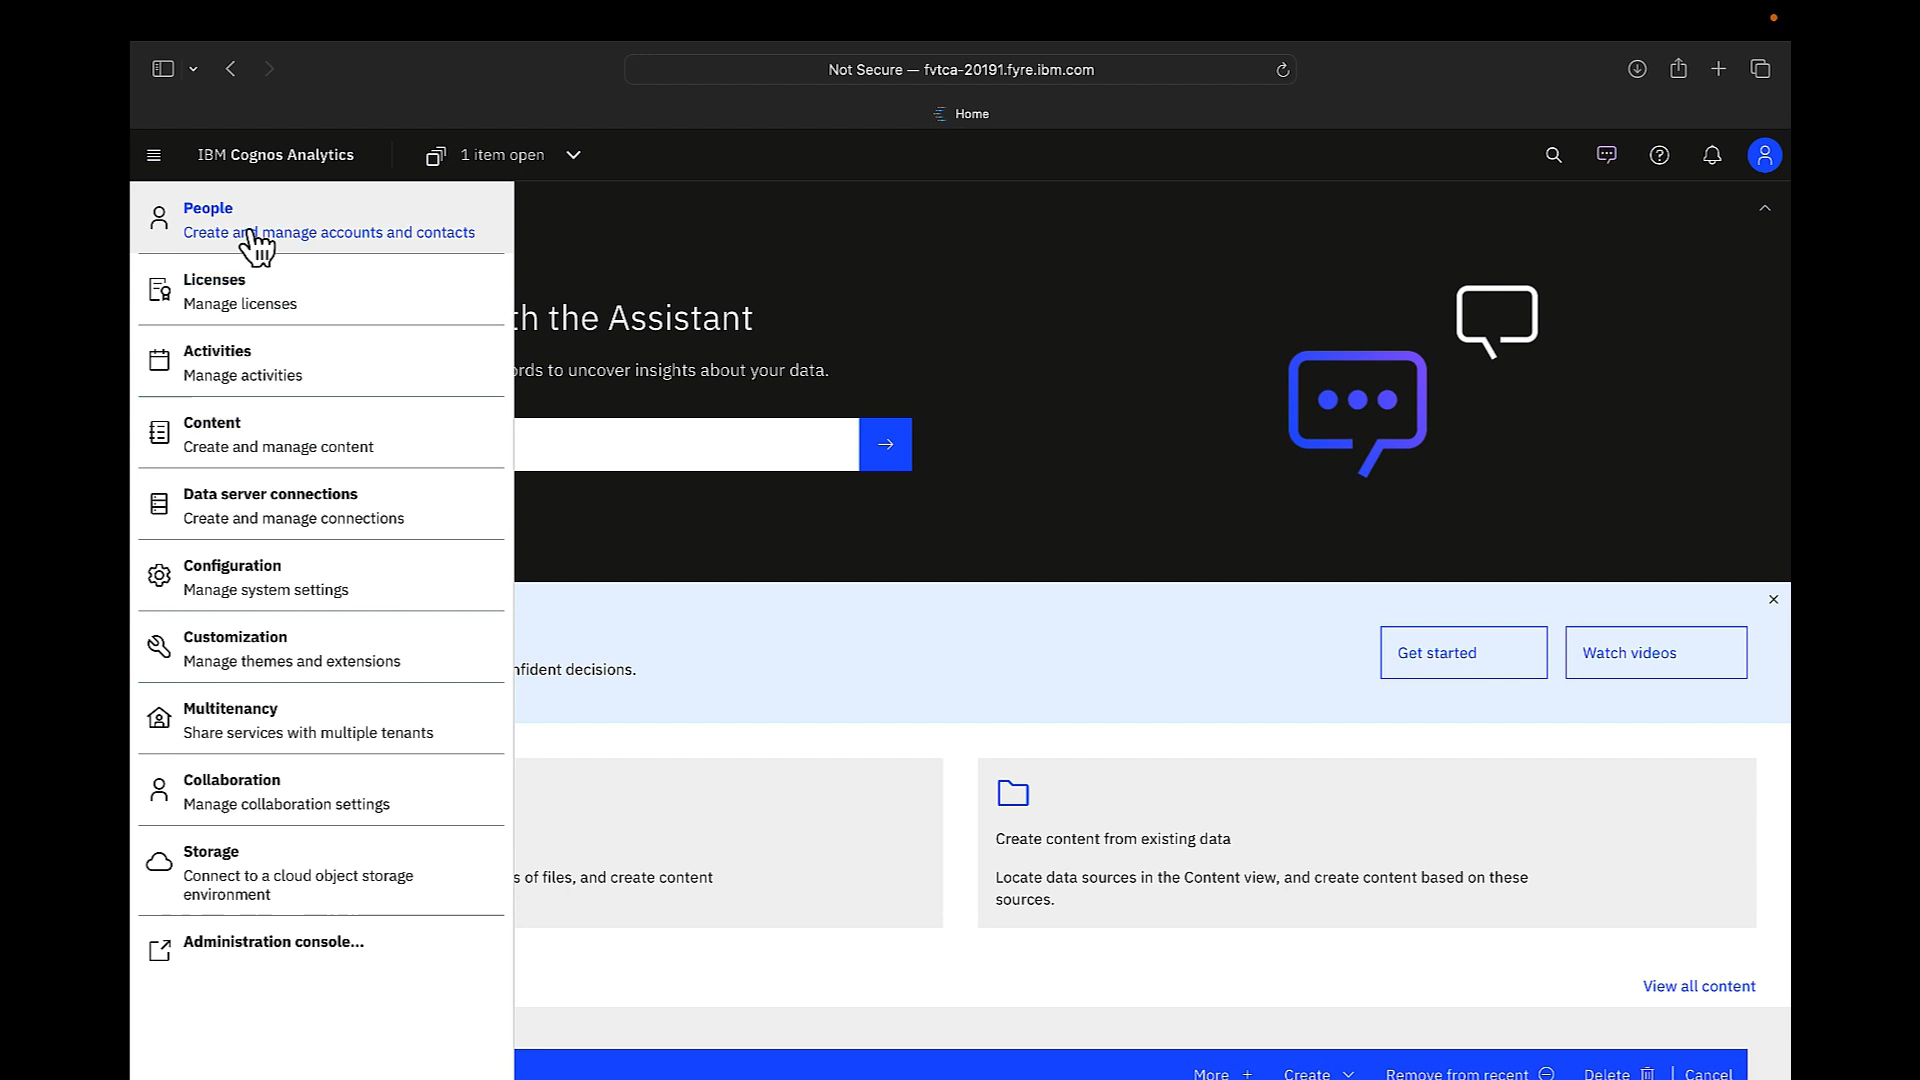 Not Secure — fvtca-20191.fyre.ibm.com
Home
IBM Cognos Analytics
1 item open
People
Create and manage accounts and contacts
Licenses
Manage licenses
Activities
Manage activities
Content
Create and manage content
Data server connections
Create and manage connections
Configuration
Manage system settings
Customization
Manage themes and extensions
Multitenancy
Share services with multiple tenants
Collaboration
Manage collaboration settings
Storage
Connect to a cloud object storage
environment
Administration console...
th the Assistant
ords to uncover insights about your data.
nfident decisions.
Get started
Watch videos
s of files, and create content
Create content from existing data
Locate data sources in the Content view, and create content based on these
sources.
View all content
More
Create
Remove from recent
Delete
Cancel